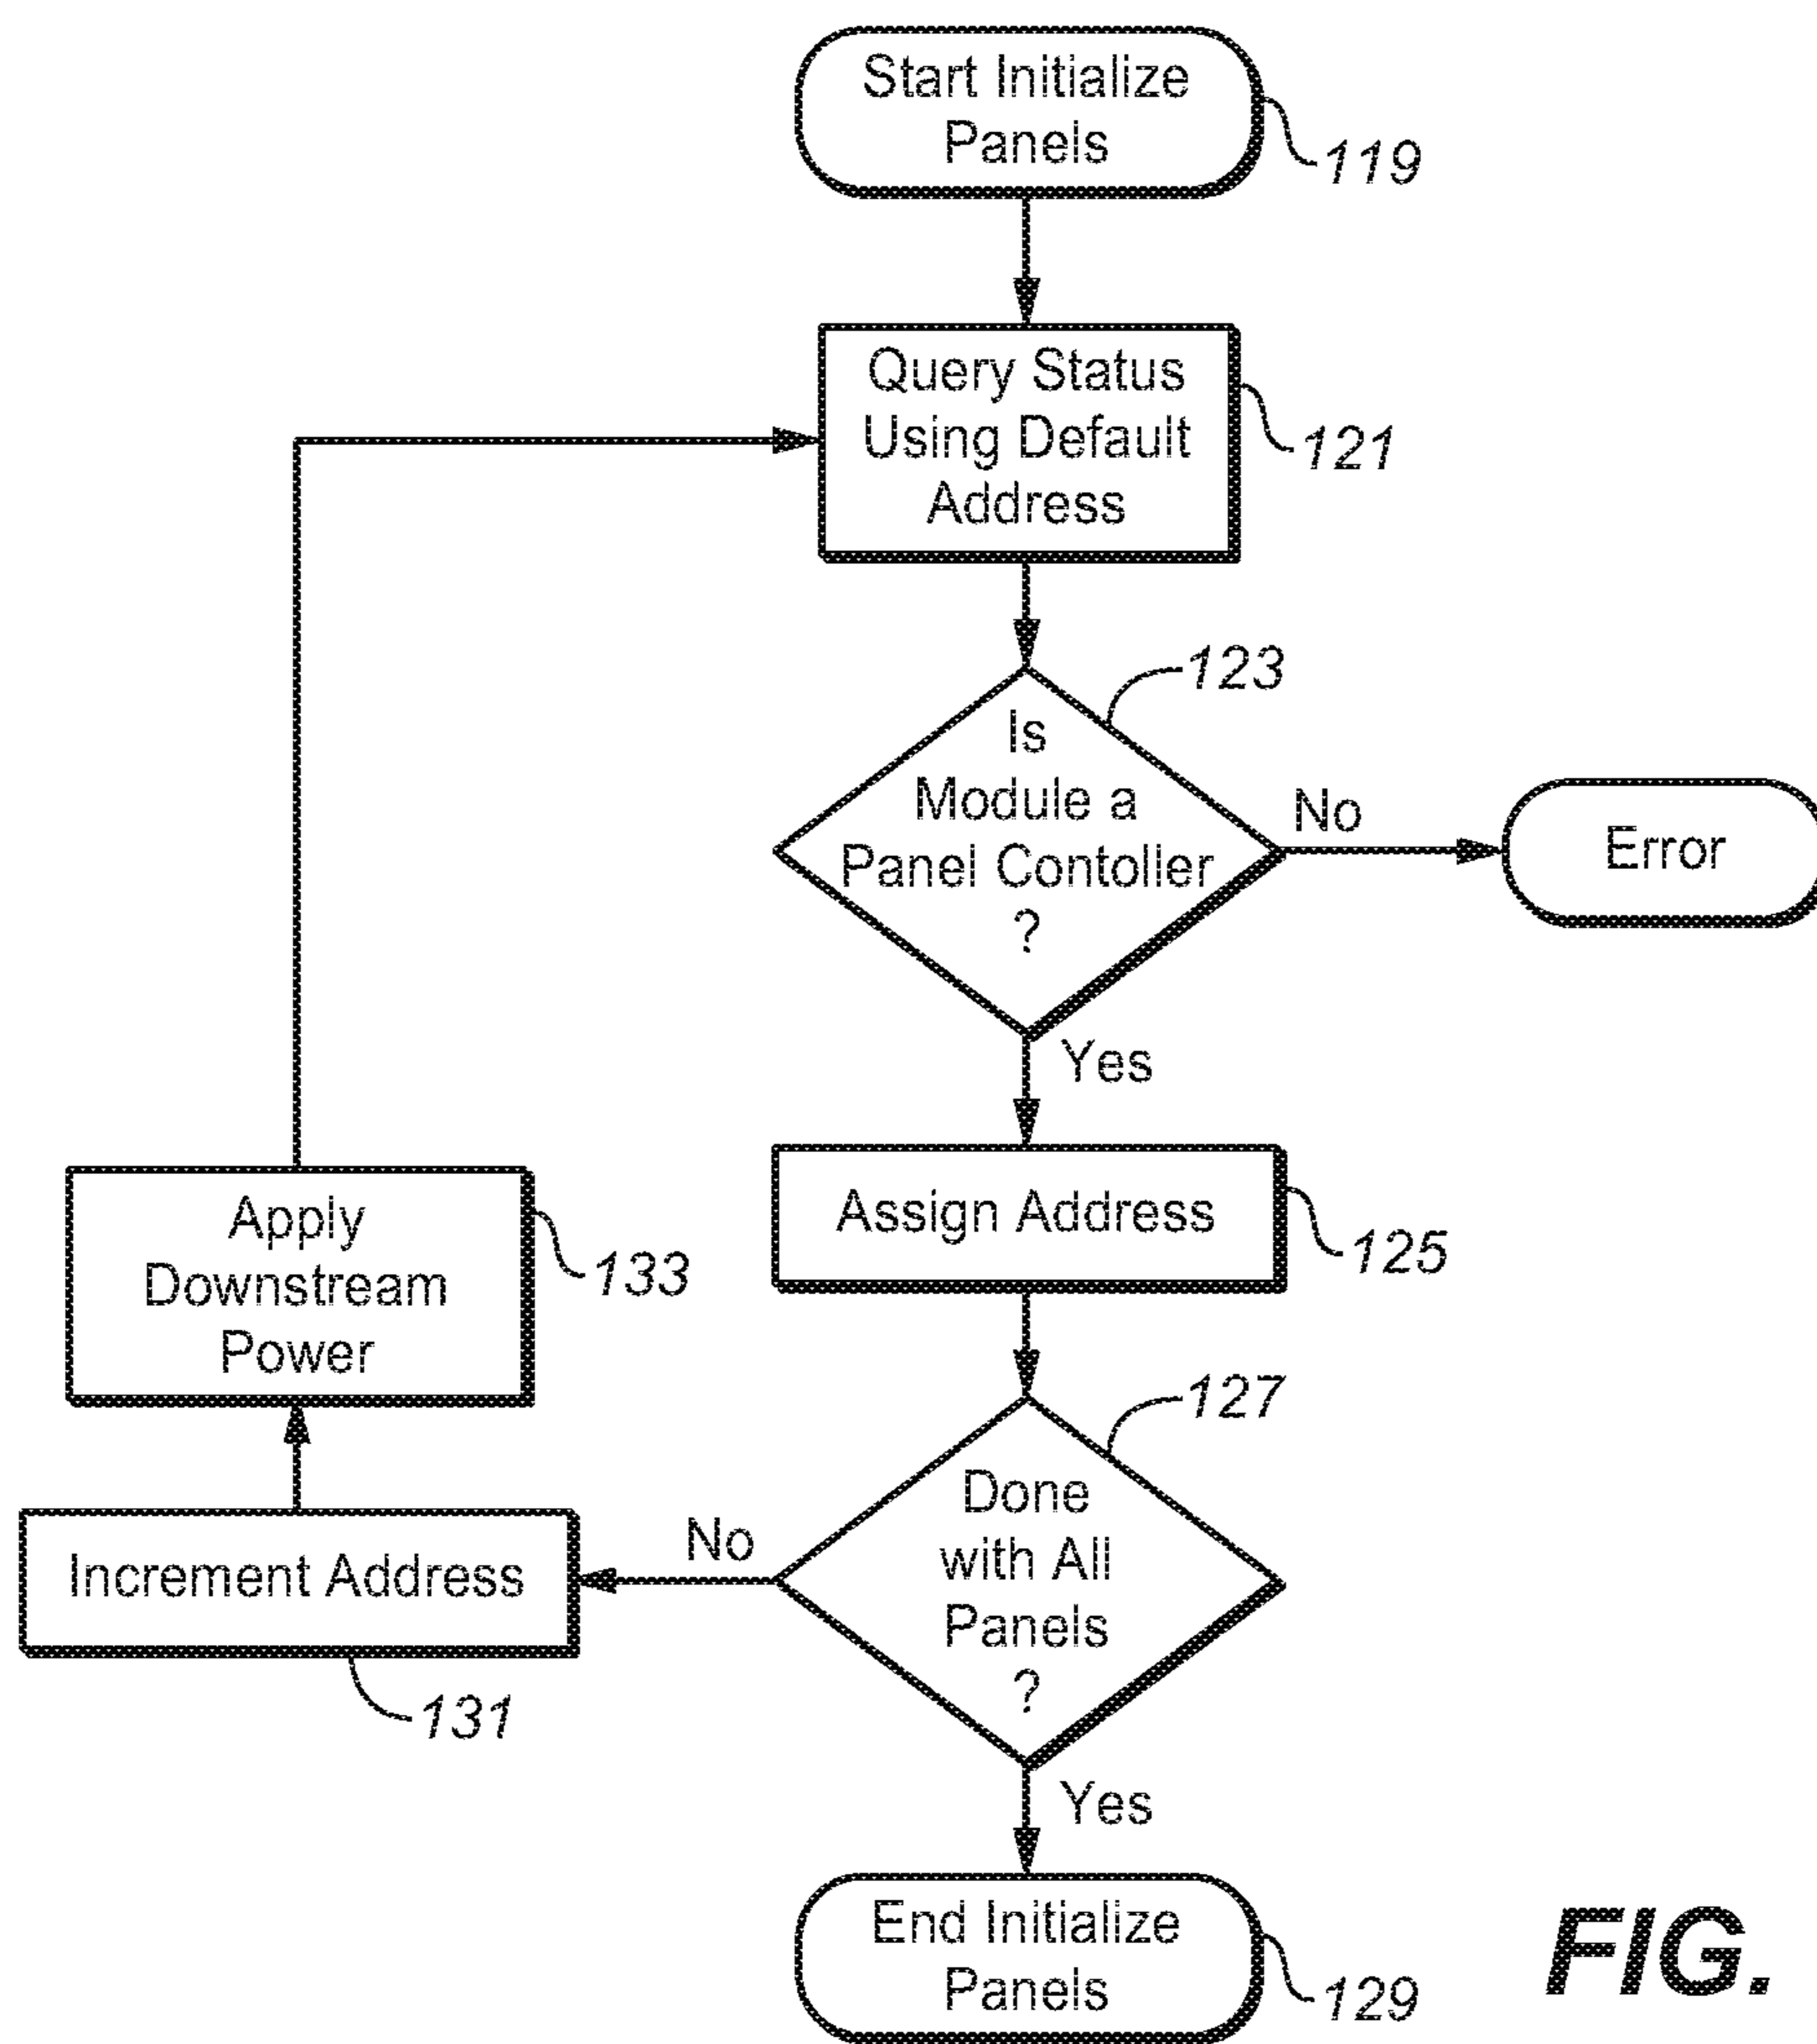 Start Initialize
Panels
119
Query Status
Using Default
Address
121
123
Is
Module a
Panel Contoller
?
No
Error
Yes
Assign Address
125
Apply
Downstream
Power
133
127
Done
with All
Panels
?
No
Increment Address
131
Yes
End Initialize
Panels
129
FIG.